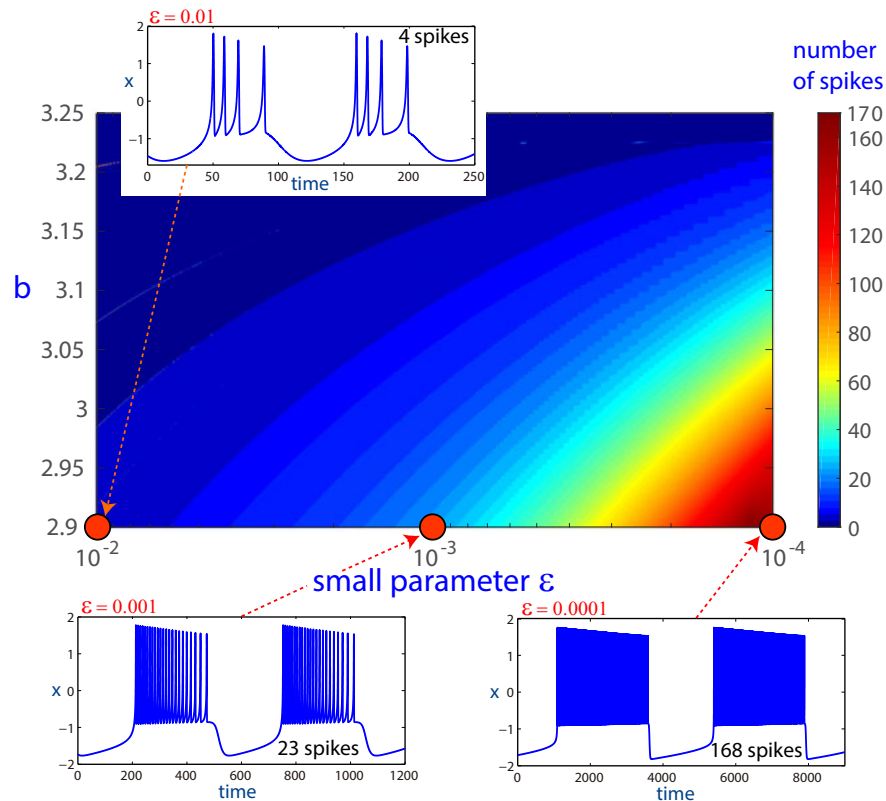 ε = 0.01
4 spikes
2
1
0
−1
x
0 50 100 150 200 250
time
number
of spikes
3.25
3.2
3.15
3.1
3.05
3
2.95
2.9
b
170
160
140
120
100
80
60
40
20
0
10-2 10-3 10-4
small parameter ε
ε = 0.001
2
1
0
−1
−2
x
23 spikes
0 200 400 600 800 1000 1200
time
ε = 0.0001
2
1
0
−1
−2
x
168 spikes
0 2000 4000 6000 8000
time